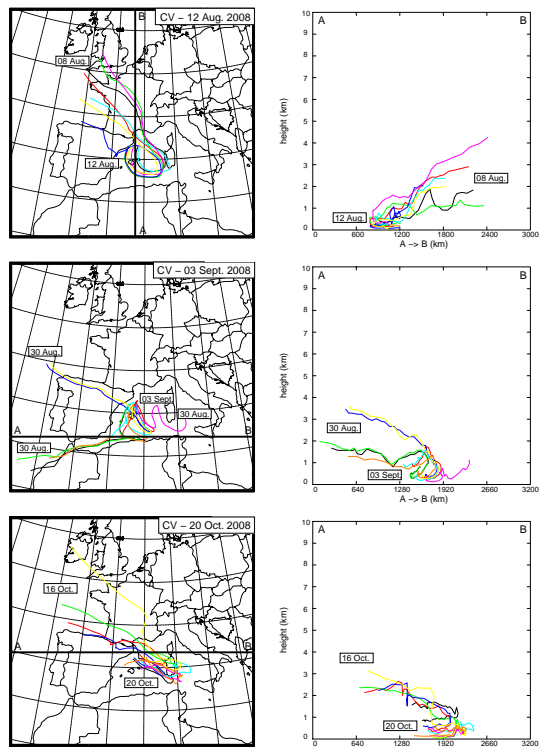 CV – 12 Aug. 2008
B
08 Aug.
12 Aug.
A
10
9
8
7
6
5
4
3
2
1
0
height (km)
A
B
08 Aug.
12 Aug.
0
600
1200
1800
2400
3000
A –> B (km)
CV – 03 Sept. 2008
30 Aug.
03 Sept.
30 Aug.
A
B
30 Aug.
10
9
8
7
6
5
4
3
2
1
0
height (km)
A
B
30 Aug.
03 Sept.
0
640
1280
1920
2660
3200
A –> B (km)
CV – 20 Oct. 2008
16 Oct.
A
B
20 Oct.
10
9
8
7
6
5
4
3
2
1
0
height (km)
A
B
16 Oct.
20 Oct.
0
640
1280
1920
2660
3200
A –> B (km)